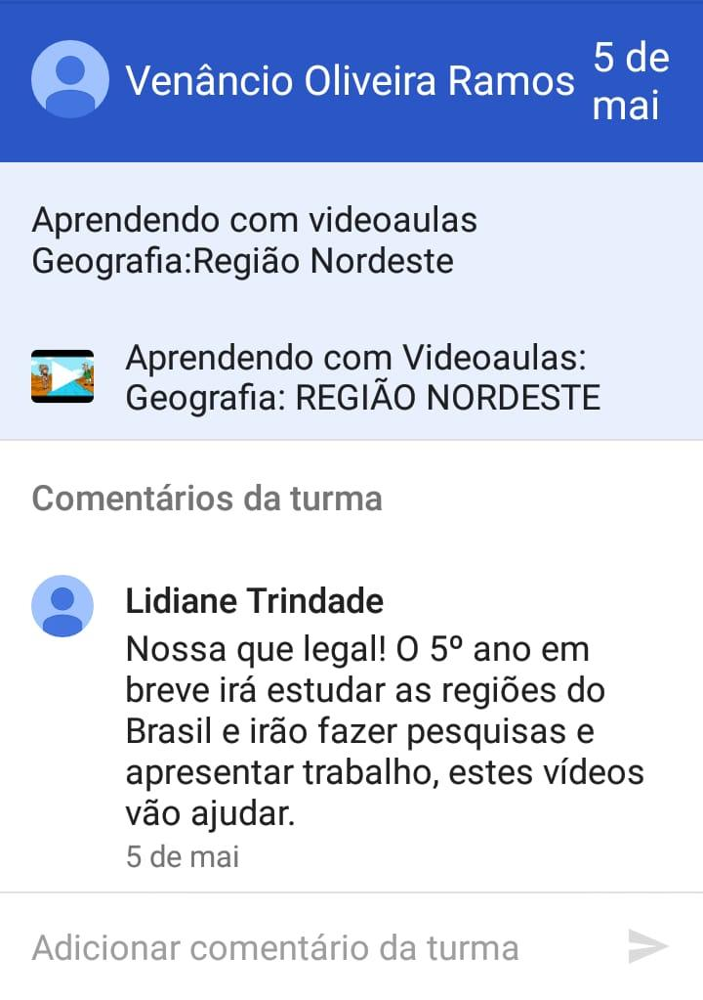 Venâncio Oliveira Ramos
5 de
mai
Aprendendo com videoaulas
Geografia:Região Nordeste
Aprendendo com Videoaulas:
Geografia: REGIÃO NORDESTE
Comentários da turma
Lidiane Trindade
Nossa que legal! O 5º ano em
breve irá estudar as regiões do
Brasil e irão fazer pesquisas e
apresentar trabalho, estes vídeos
vão ajudar.
5 de mai
Adicionar comentário da turma